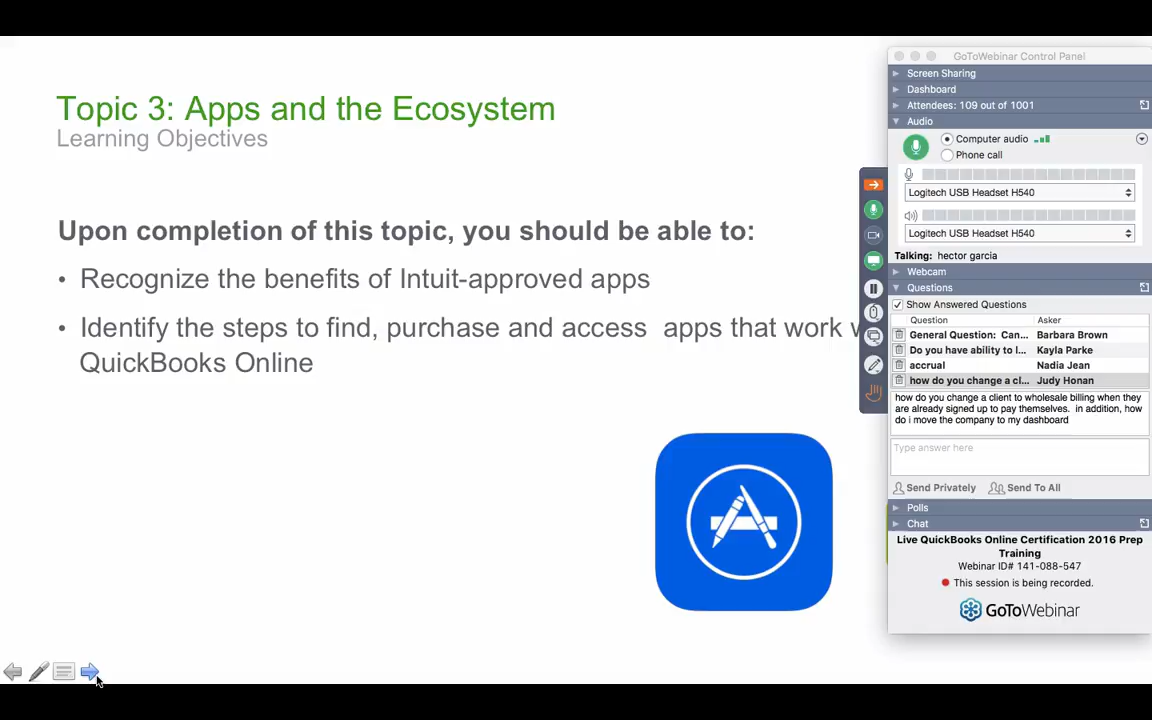 Topic 3: Apps and the Ecosystem
Learning Objectives
Upon completion of this topic, you should be able to:
• Recognize the benefits of Intuit-approved apps
• Identify the steps to find, purchase and access  apps that work
QuickBooks Online
GoToWebinar Control Panel
Screen Sharing
Dashboard
Attendees: 109 out of 1001
Audio
Computer audio
Phone call
Logitech USB Headset H540
Logitech USB Headset H540
Talking: hector garcia
Webcam
Questions
Show Answered Questions
Question Asker
General Question: Can... Barbara Brown
Do you have ability to l... Kayla Parke
accrual Nadia Jean
how do you change a cl... Judy Honan
how do you change a client to wholesale billing when they
are already signed up to pay themselves. in addition, how
do i move the company to my dashboard
Type answer here
Send Privately Send To All
Polls
Chat
Live QuickBooks Online Certification 2016 Prep
Training
Webinar ID# 141-088-547
This session is being recorded.
GoToWebinar